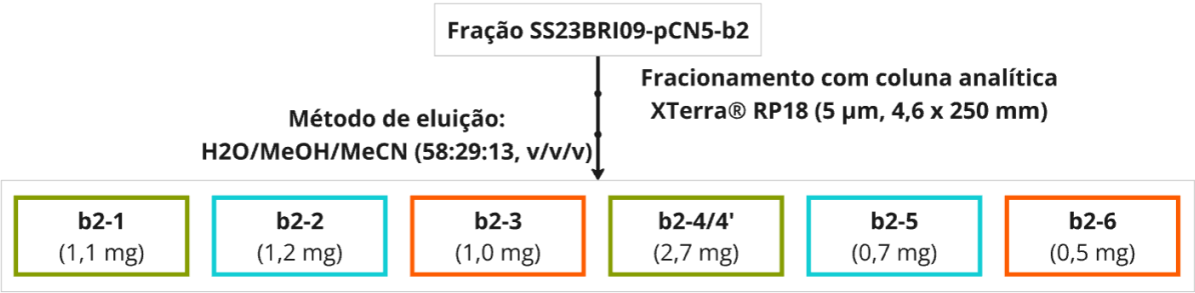 Fração SS23BRI09-pCN5-b2
Fracionamento com coluna analítica
XTerra® RP18 (5 µm, 4,6 x 250 mm)
Método de eluição:
H2O/MeOH/MeCN (58:29:13, v/v/v)
b2-1
(1,1 mg)
b2-2
(1,2 mg)
b2-3
(1,0 mg)
b2-4/4'
(2,7 mg)
b2-5
(0,7 mg)
b2-6
(0,5 mg)